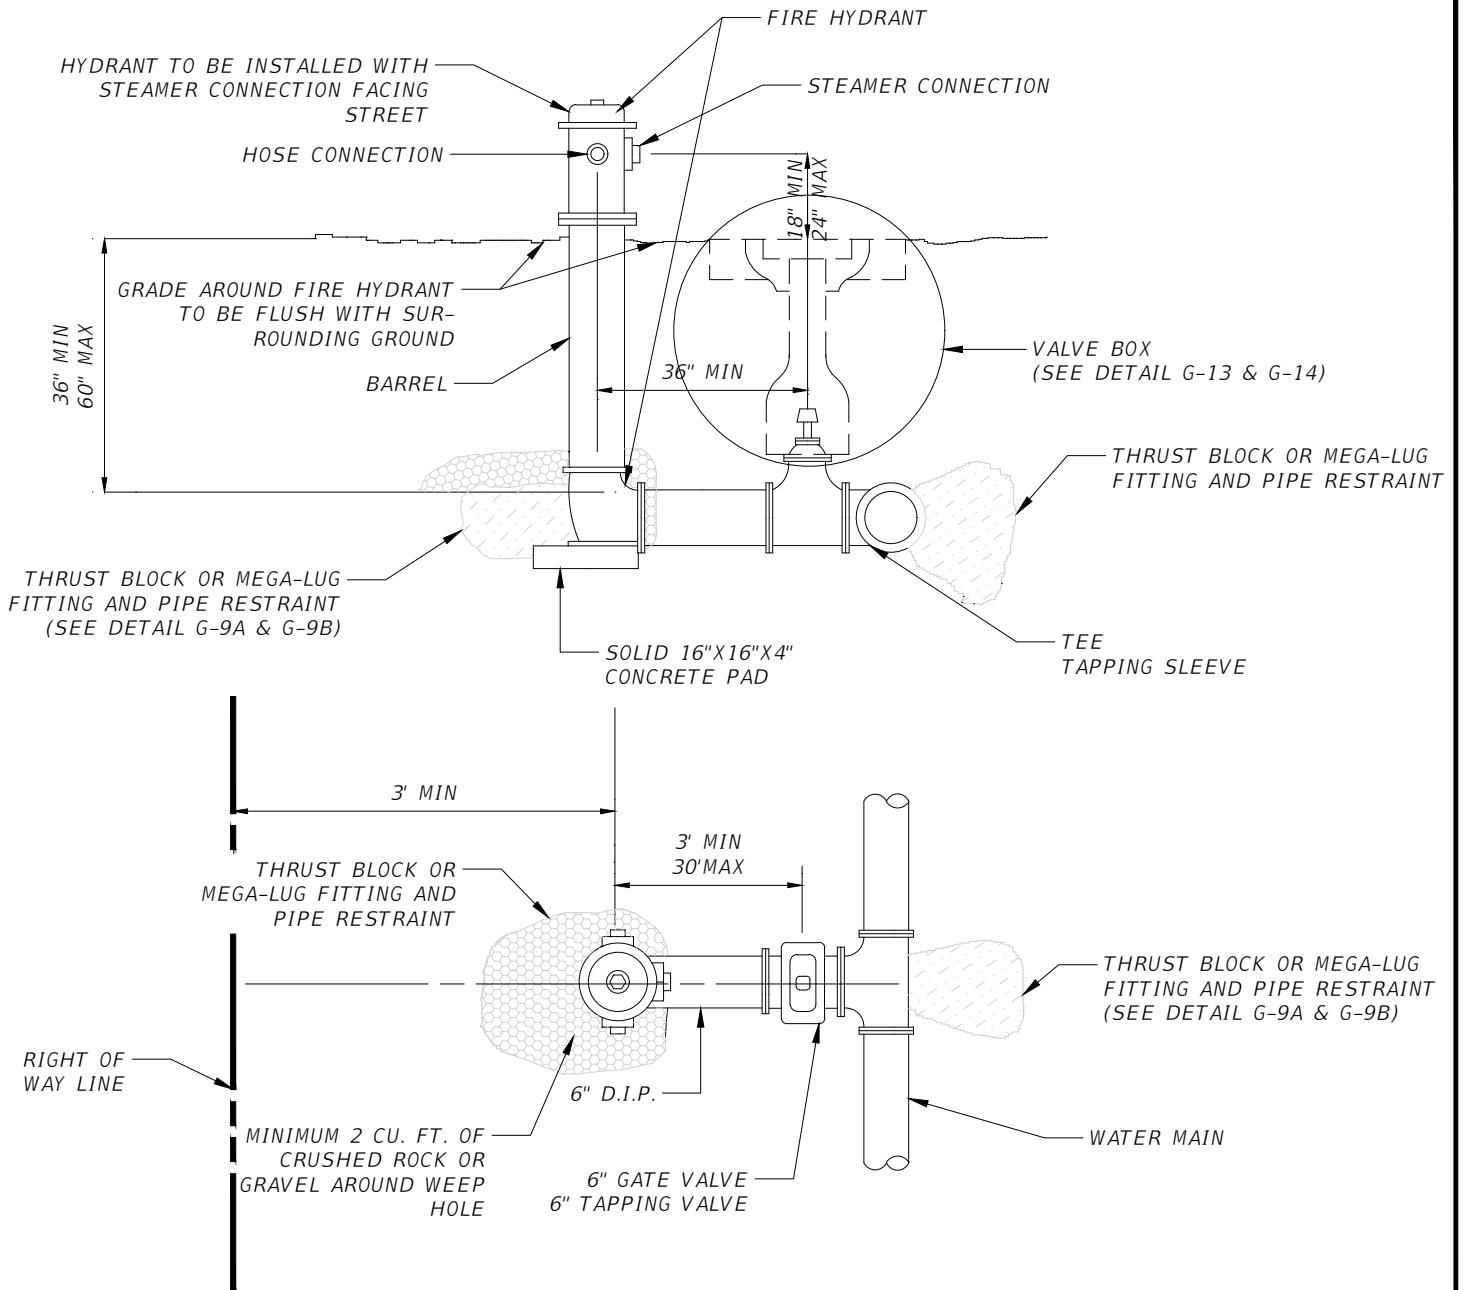 FIRE HYDRANT
HYDRANT TO BE INSTALLED WITH
STEAMER CONNECTION FACING
STREET
STEAMER CONNECTION
HOSE CONNECTION
18" MIN
24" MAX
GRADE AROUND FIRE HYDRANT
TO BE FLUSH WITH SUR-
ROUNDING GROUND
36" MIN
60" MAX
BARREL
36" MIN
VALVE BOX
(SEE DETAIL G-13 & G-14)
THRUST BLOCK OR MEGA-LUG
FITTING AND PIPE RESTRAINT
THRUST BLOCK OR MEGA-LUG
FITTING AND PIPE RESTRAINT
(SEE DETAIL G-9A & G-9B)
SOLID 16"X16"X4"
CONCRETE PAD
TEE
TAPPING SLEEVE
3' MIN
3' MIN
30'MAX
THRUST BLOCK OR
MEGA-LUG FITTING AND
PIPE RESTRAINT
THRUST BLOCK OR MEGA-LUG
FITTING AND PIPE RESTRAINT
(SEE DETAIL G-9A & G-9B)
RIGHT OF
WAY LINE
6" D.I.P.
MINIMUM 2 CU. FT. OF
CRUSHED ROCK OR
GRAVEL AROUND WEEP
HOLE
6" GATE VALVE
6" TAPPING VALVE
WATER MAIN